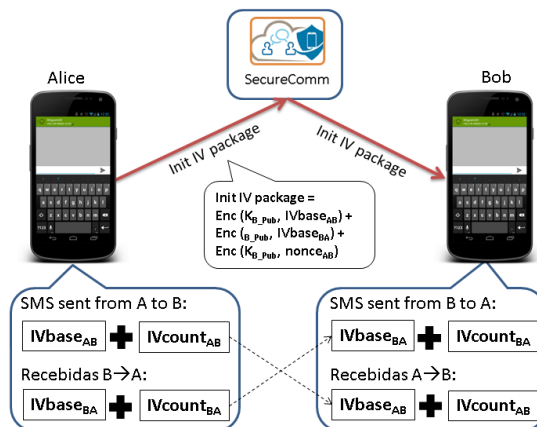 SecureComm
Alice
Bob
Init IV package
Init IV package
Init IV package =
Enc (K_B_Pub, IVbase_AB) +
Enc (_B_Pub, IVbase_BA) +
Enc (K_B_Pub, nonce_AB)
SMS sent from A to B:
IVbase_AB + IVcount_AB
Recebidas B→A:
IVbase_BA + IVcount_BA
SMS sent from B to A:
IVbase_BA + IVcount_AB
Recebidas A→B:
IVbase_AB + IVcount_AB